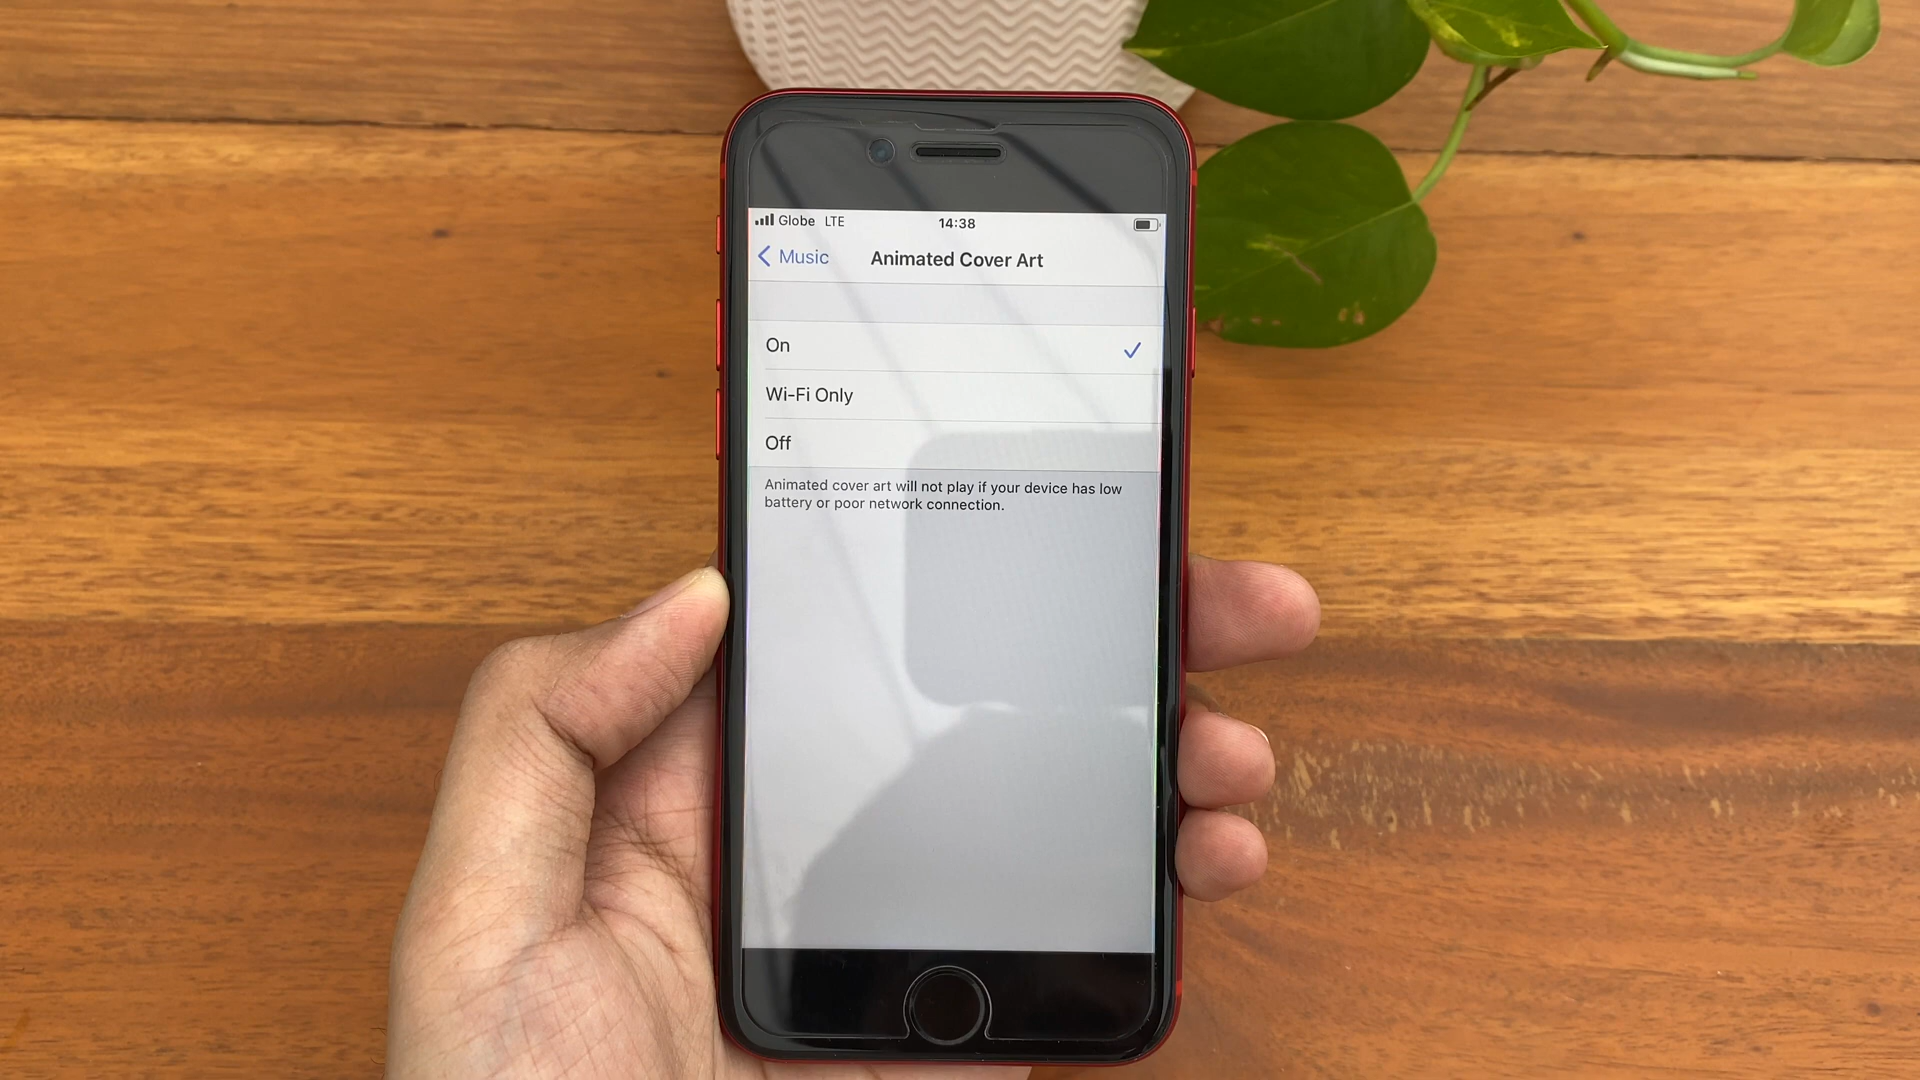 Globe LTE 14:38
Music Animated Cover Art
On
Wi-Fi Only
Off
Animated cover art will not play if your device has low
battery or poor network connection.